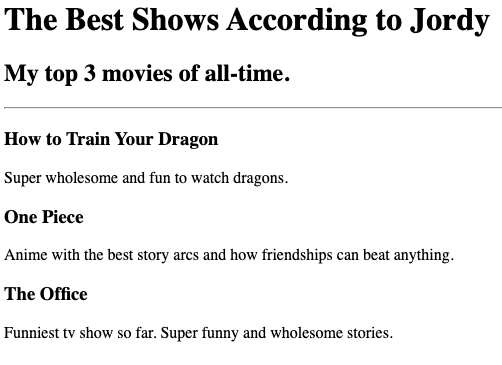 The Best Shows According to Jordy
My top 3 movies of all-time.
How to Train Your Dragon
Super wholesome and fun to watch dragons.
One Piece
Anime with the best story arcs and how friendships can beat anything.
The Office
Funniest tv show so far. Super funny and wholesome stories.